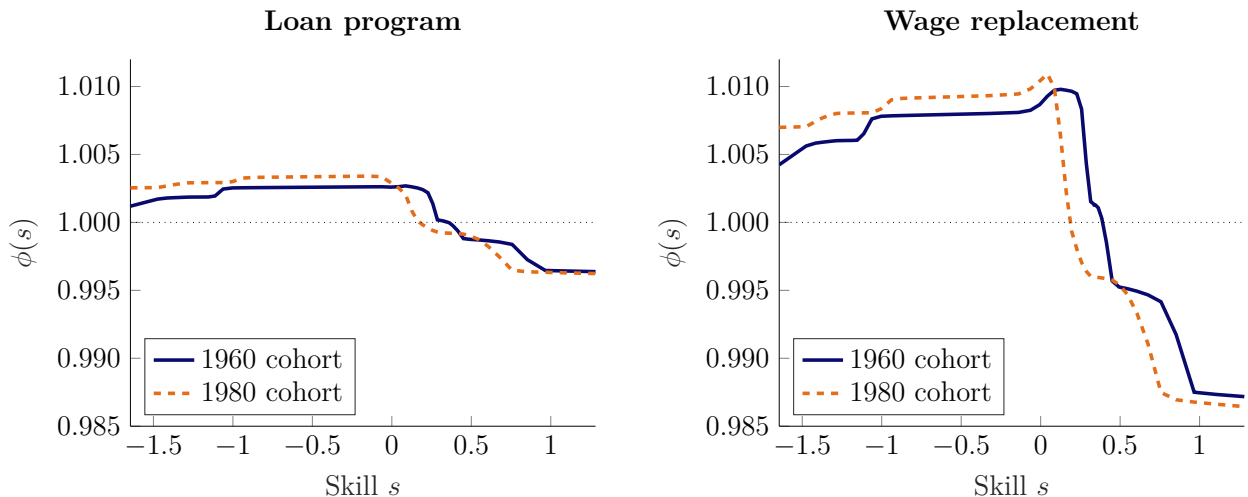 Loan program
1.010
1.005
1.000
0.995
0.990
0.985
ϕ(s)
1960 cohort
1980 cohort
−1.5 −1 −0.5 0 0.5 1
Skill s
Wage replacement
1.010
1.005
1.000
0.995
0.990
0.985
ϕ(s)
1960 cohort
1980 cohort
−1.5 −1 −0.5 0 0.5 1
Skill s